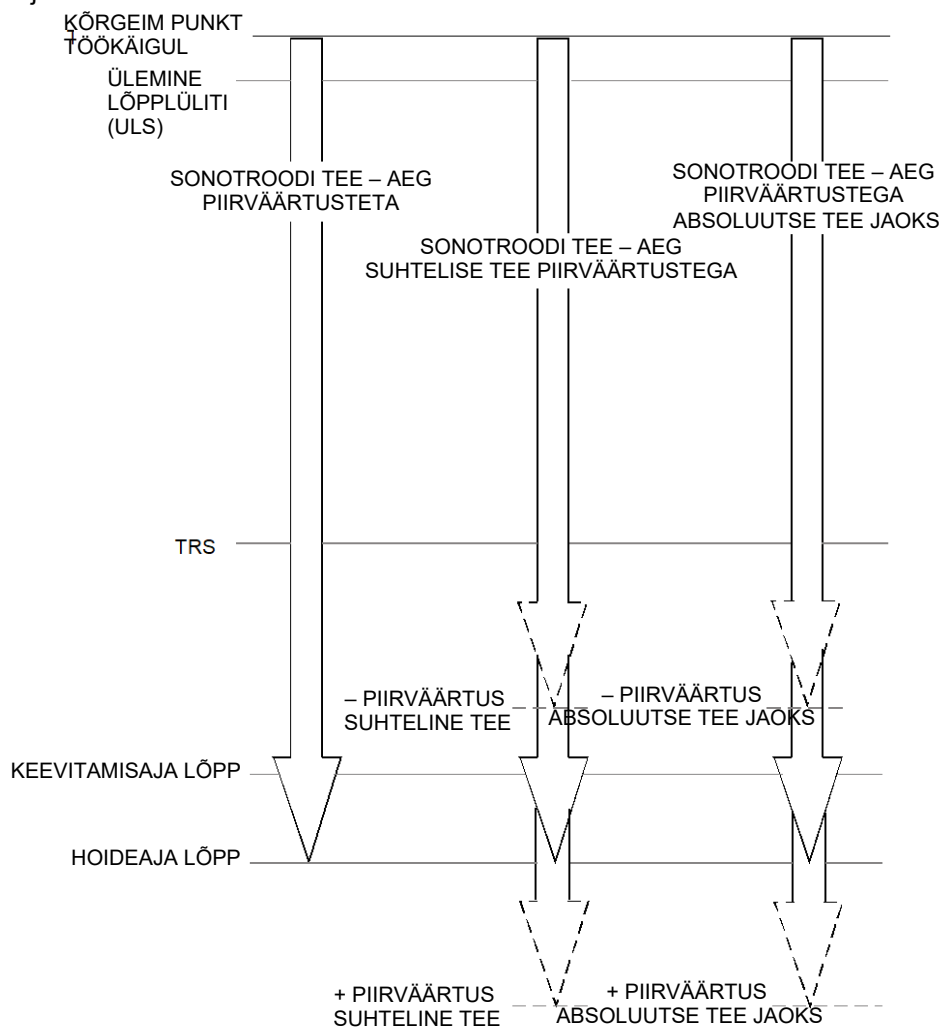 KÕRGEIM PUNKT
TÖÖKÄIGUL
ÜLEMINE
LÕPPLÜLITI
(ULS)
SONOTROODI TEE – AEG
PIIRVÄÄRTUSTETA
SONOTROODI TEE – AEG
SUHTELISE TEE PIIRVÄÄRTUSTEGA
SONOTROODI TEE – AEG
PIIRVÄÄRTUSTEGA
ABSOLUUTSE TEE JAOKS
TRS
– PIIRVÄÄRTUS
SUHTELINE TEE
– PIIRVÄÄRTUS
ABSOLUUTSE TEE JAOKS
KEEVITAMISAJA LÕPP
HOIDEAJA LÕPP
+ PIIRVÄÄRTUS
SUHTELINE TEE
+ PIIRVÄÄRTUS
ABSOLUUTSE TEE JAOKS